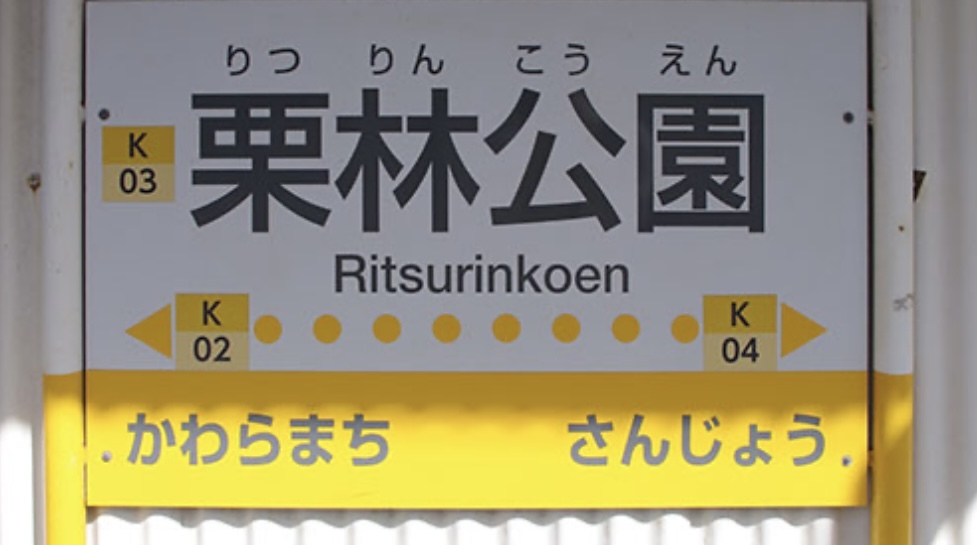 りつ りん こう えん
栗林公園
K
03
Ritsurinkoen
K
02
K
04
かわらまち
さんじょう